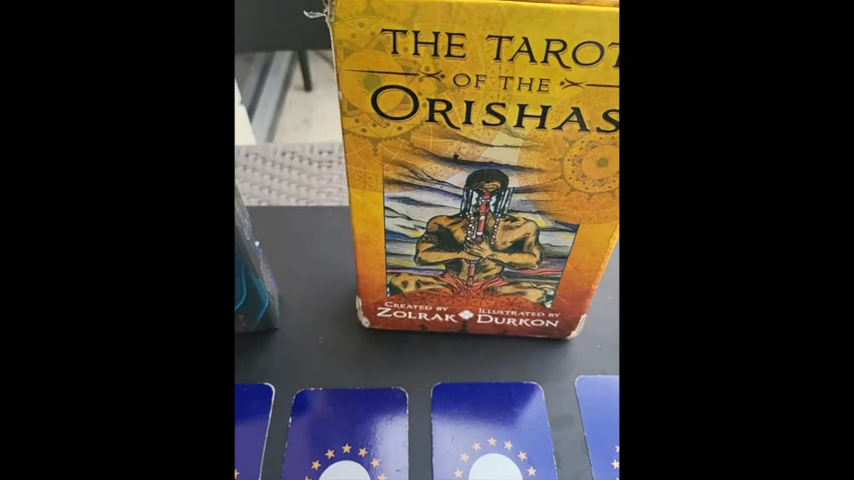 THE TAROT
OF THE
ORISHAS
CREATED BY ILLUSTRATED BY
ZOLRAK DURKON